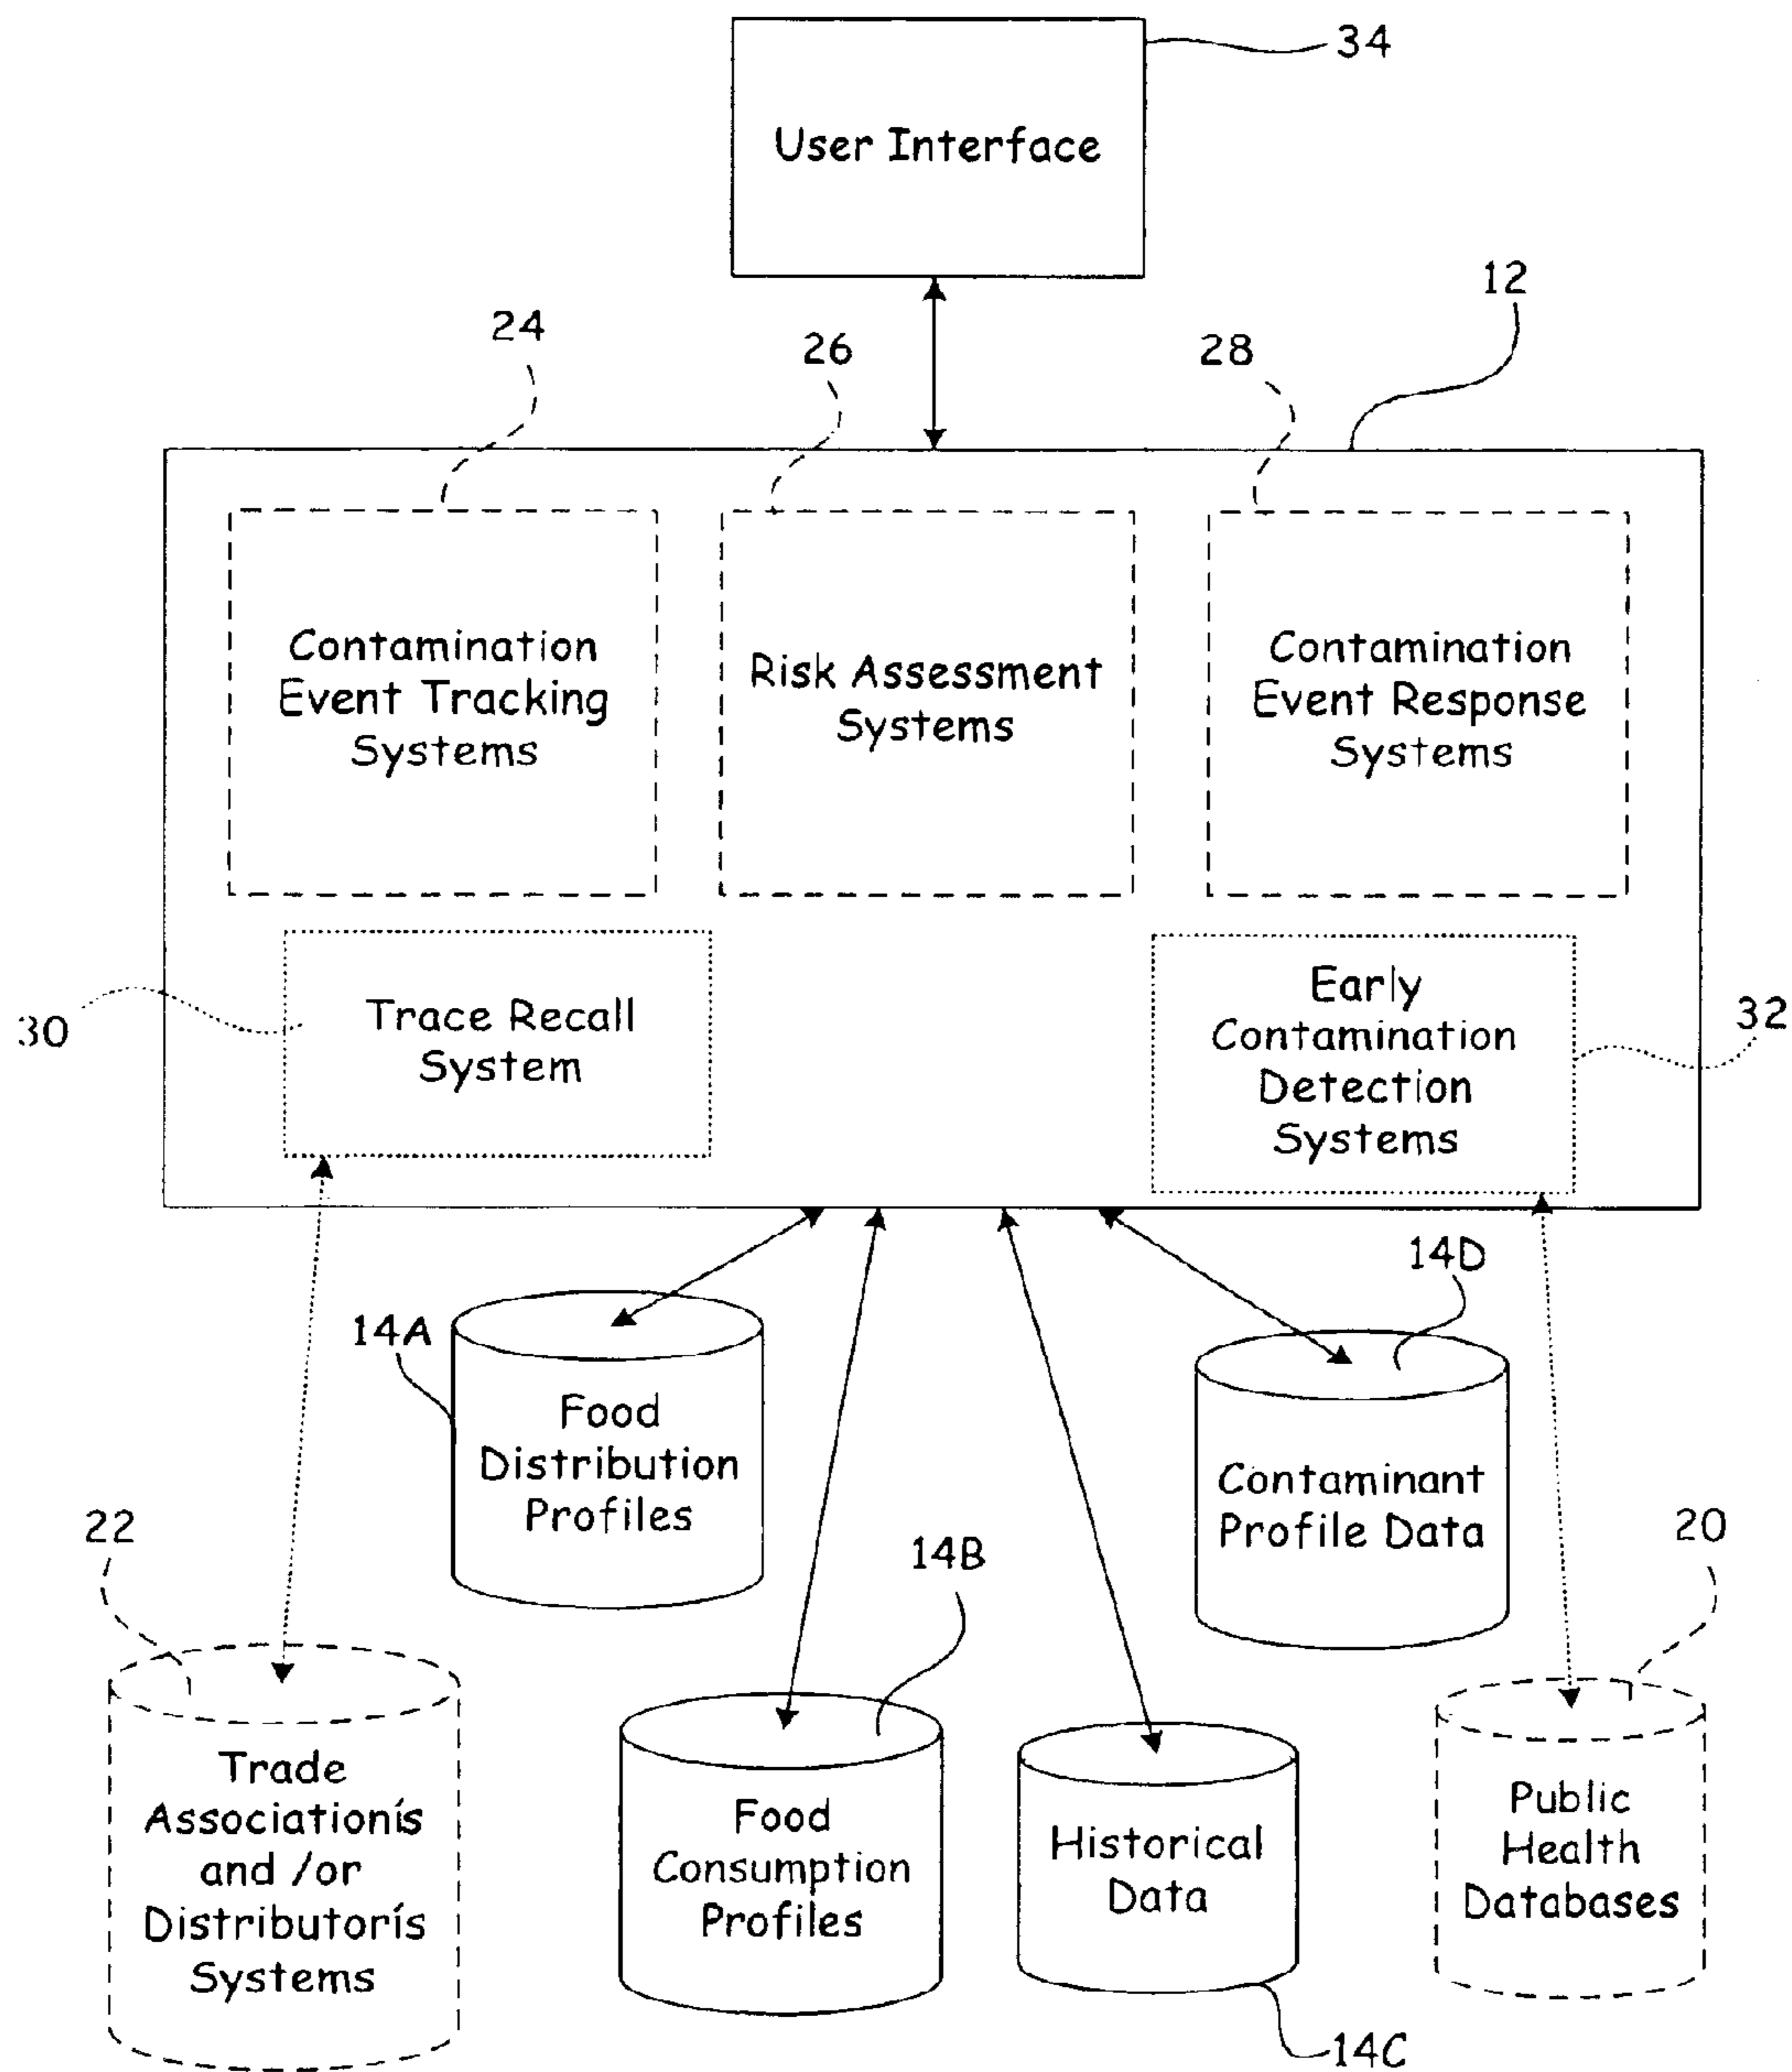 34
User Interface
12
24
26
28
Contamination
Event Tracking
Systems
Risk Assessment
Systems
Contamination
Event Response
Systems
30
Trace Recall
System
Early
Contamination
Detection
Systems
32
14A
Food
Distribution
Profiles
14D
Contaminant
Profile Data
22
Trade
Associationís
and /or
Distributorís
Systems
14B
Food
Consumption
Profiles
Historical
Data
14C
20
Public
Health
Databases